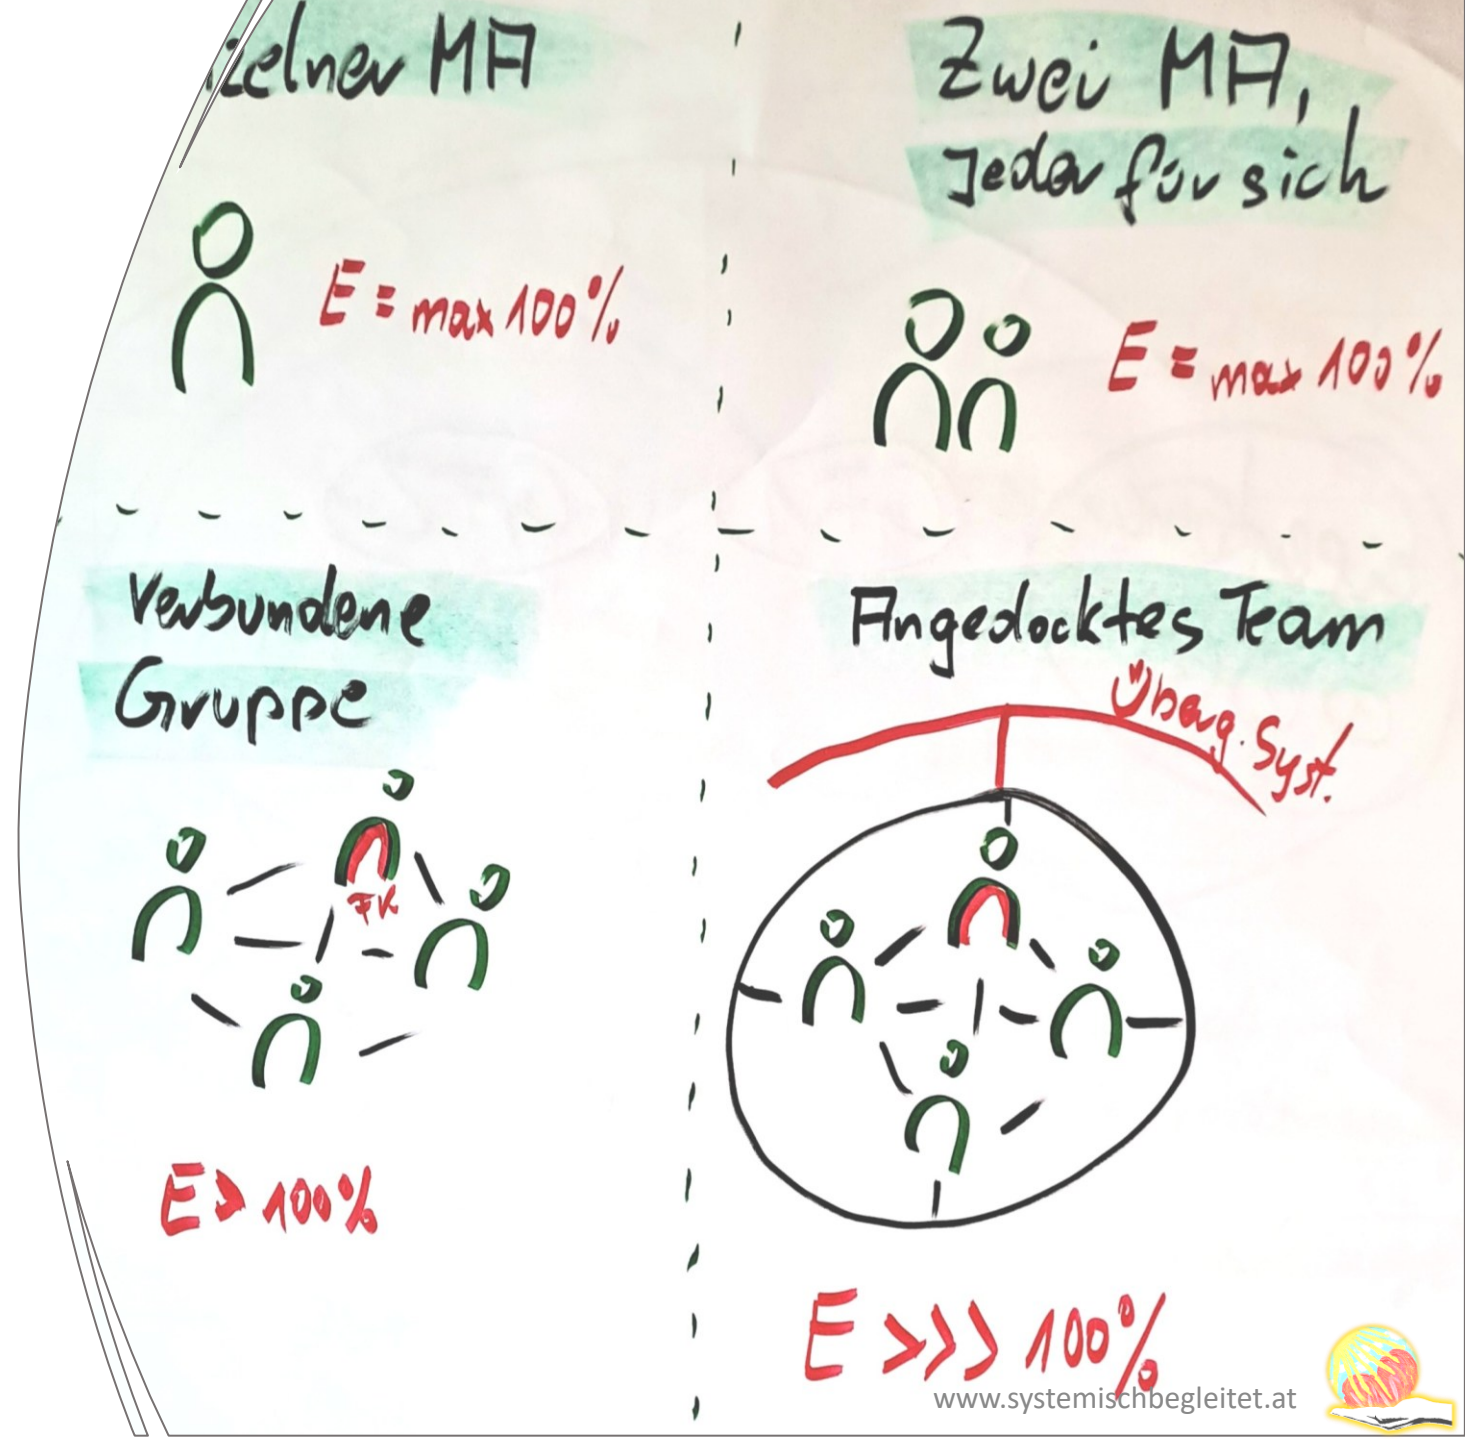 zelner MA
E = max 100%
Zwei MA,
Jeder für sich
E = max 100%
Verbundene
Gruppe
FK
E > 100%
Angedocktes Team
Überg. Syst.
E >>> 100%
www.systemischbegleitet.at